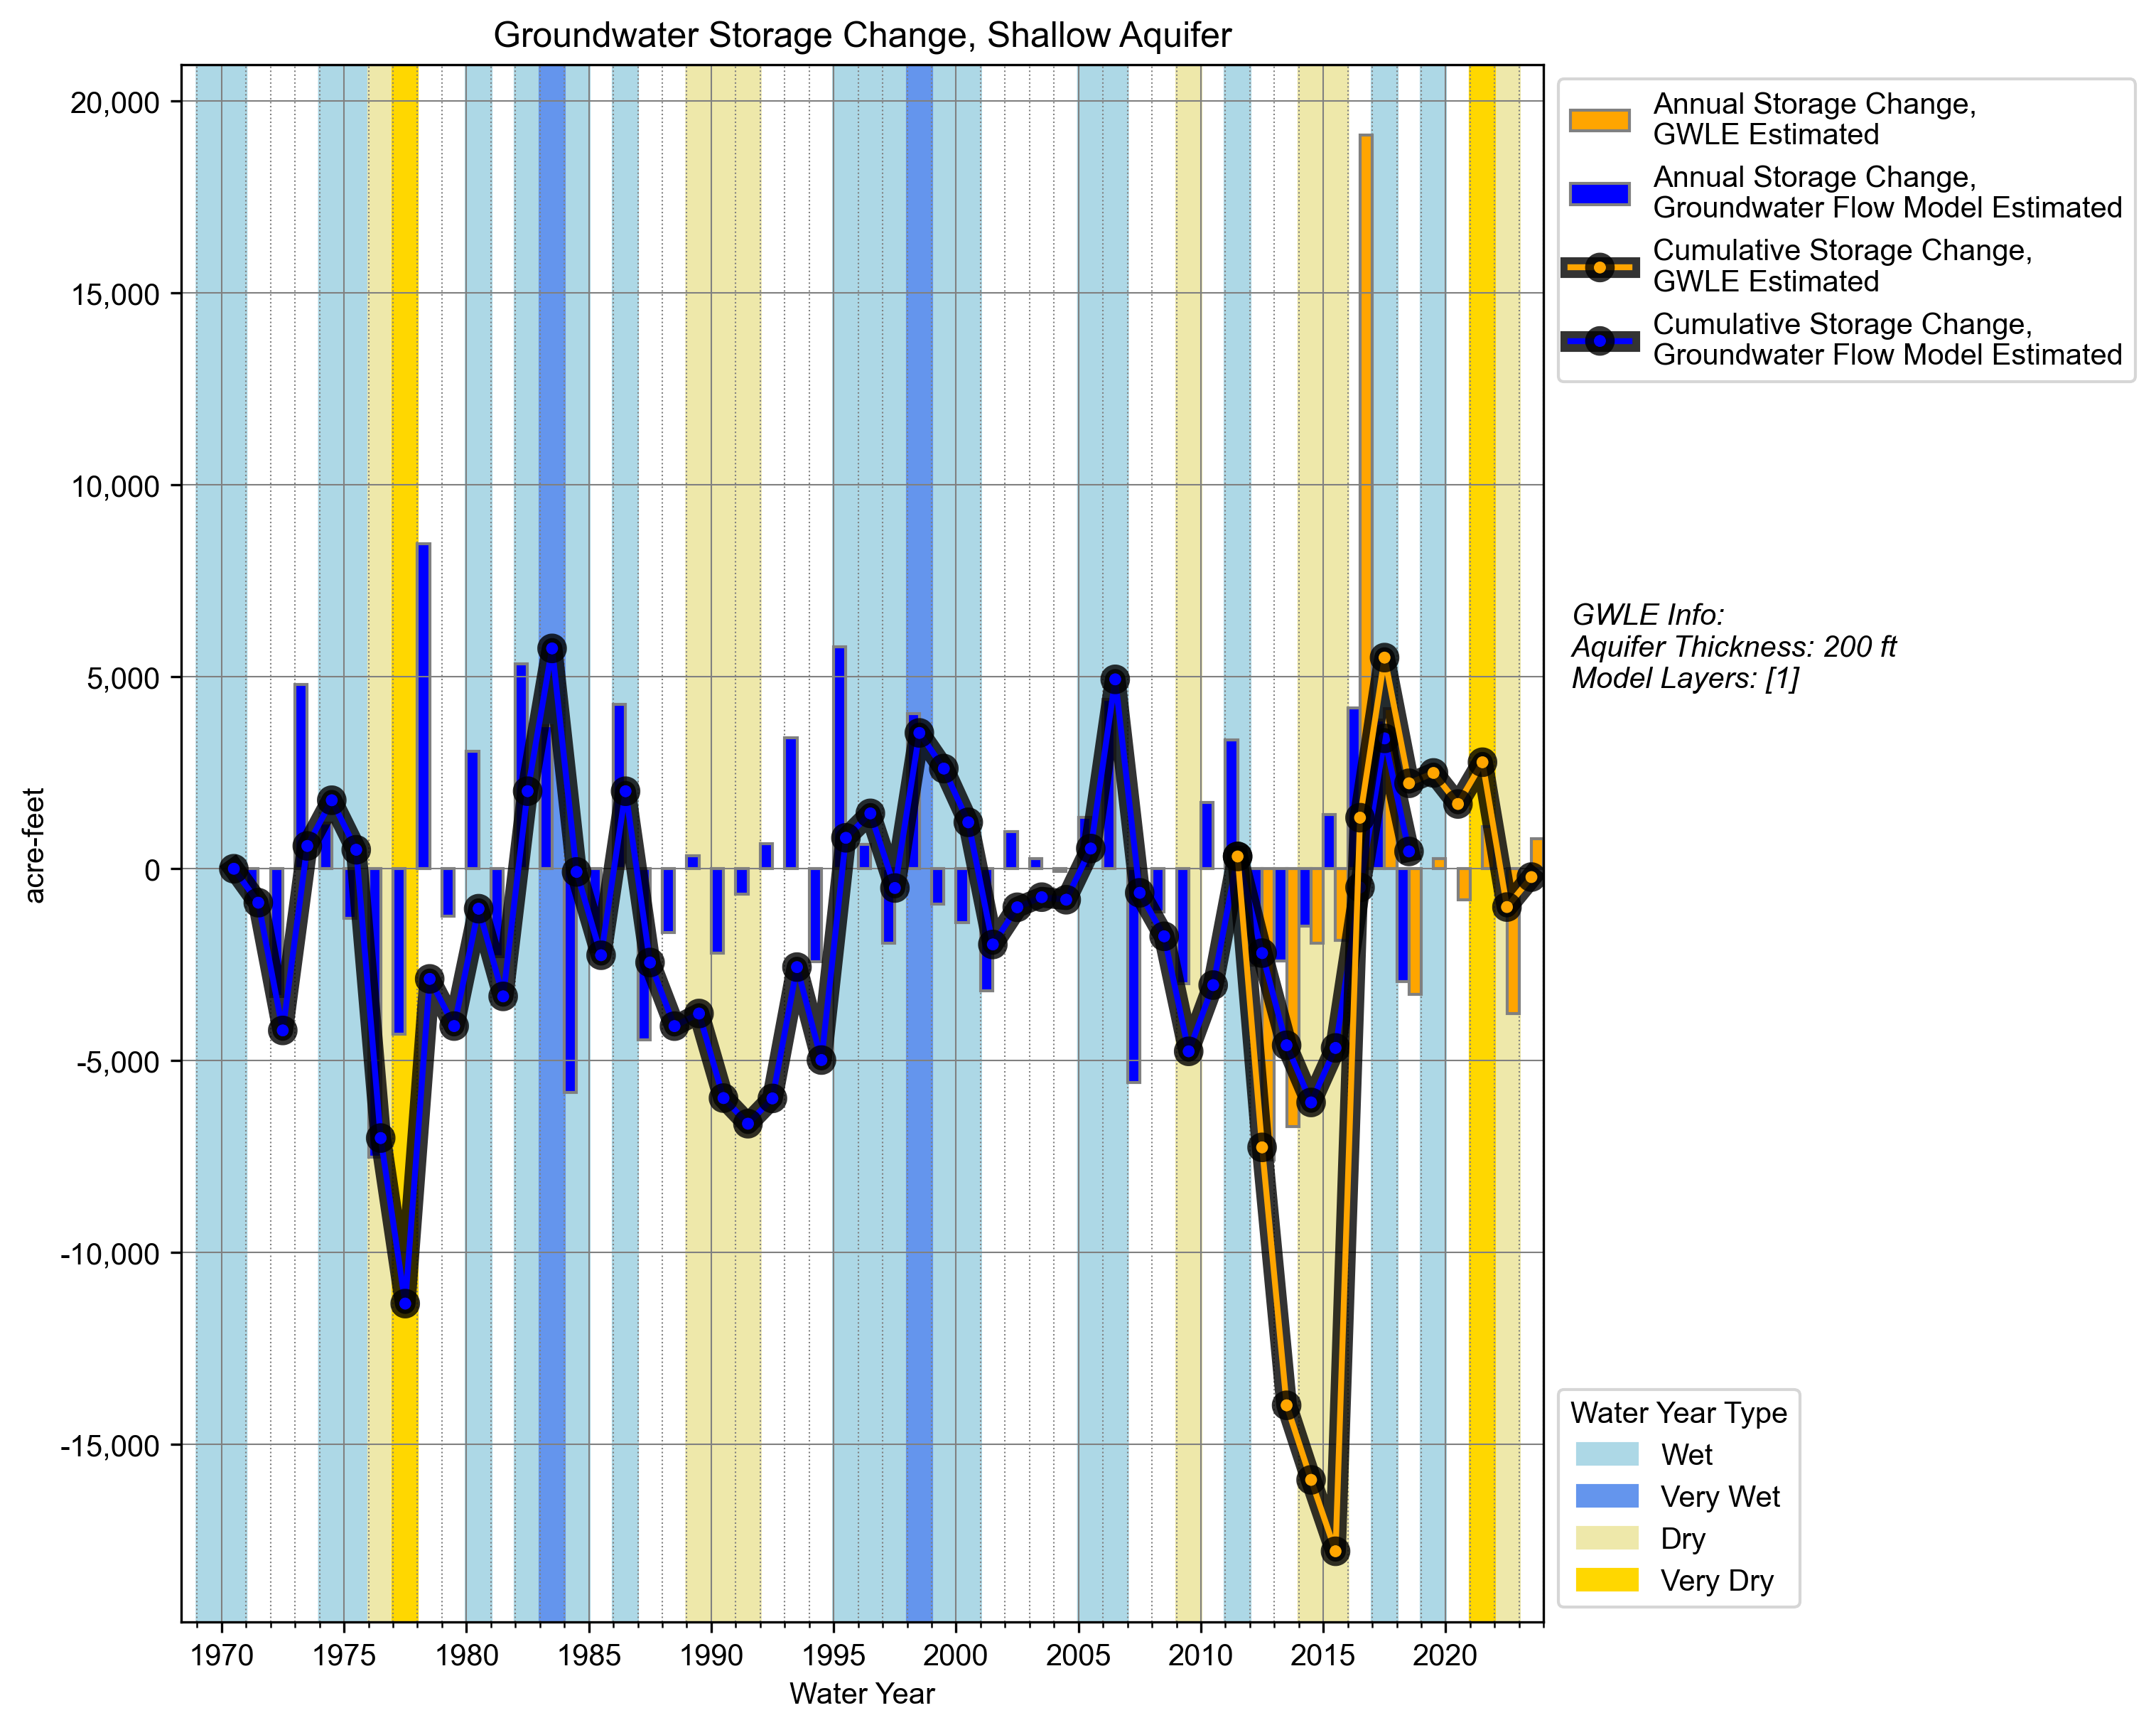 Groundwater Storage Change, Shallow Aquifer
20,000
15,000
10,000
5,000
0
-5,000
-10,000
-15,000
acre-feet
1970
1975
1980
1985
1990
1995
2000
2005
2010
2015
2020
Water Year
Annual Storage Change,
GWLE Estimated
Annual Storage Change,
Groundwater Flow Model Estimated
Cumulative Storage Change,
GWLE Estimated
Cumulative Storage Change,
Groundwater Flow Model Estimated
GWLE Info:
Aquifer Thickness: 200 ft
Model Layers: [1]
Water Year Type
Wet
Very Wet
Dry
Very Dry